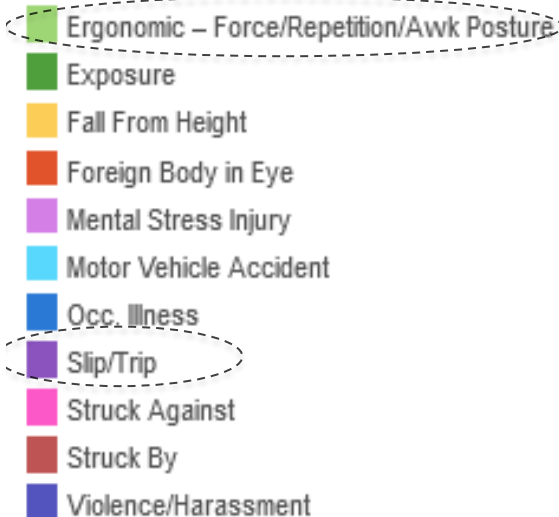 Ergonomic – Force/Repetition/Awk Posture
Exposure
Fall From Height
Foreign Body in Eye
Mental Stress Injury
Motor Vehicle Accident
Occ. Illness
Slip/Trip
Struck Against
Struck By
Violence/Harassment